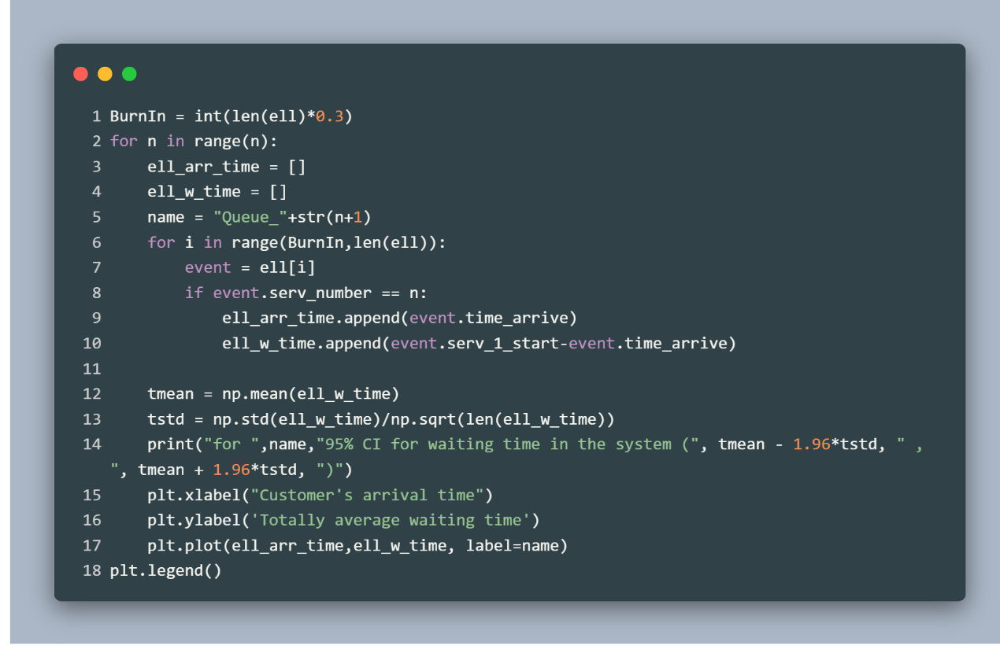 1 BurnIn = int(len(ell)*0.3)
2 for n in range(n):
3     ell_arr_time = []
4     ell_w_time = []
5     name = "Queue_"+str(n+1)
6     for i in range(BurnIn,len(ell)):
7         event = ell[i]
8         if event.serv_number == n:
9             ell_arr_time.append(event.time_arrive)
10             ell_w_time.append(event.serv_1_start-event.time_arrive)
11
12     tmean = np.mean(ell_w_time)
13     tstd = np.std(ell_w_time)/np.sqrt(len(ell_w_time))
14     print("for ",name,"95% CI for waiting time in the system (", tmean - 1.96*tstd, " ,
", tmean + 1.96*tstd, ")")
15     plt.xlabel("Customer's arrival time")
16     plt.ylabel('Totally average waiting time')
17     plt.plot(ell_arr_time,ell_w_time, label=name)
18 plt.legend()